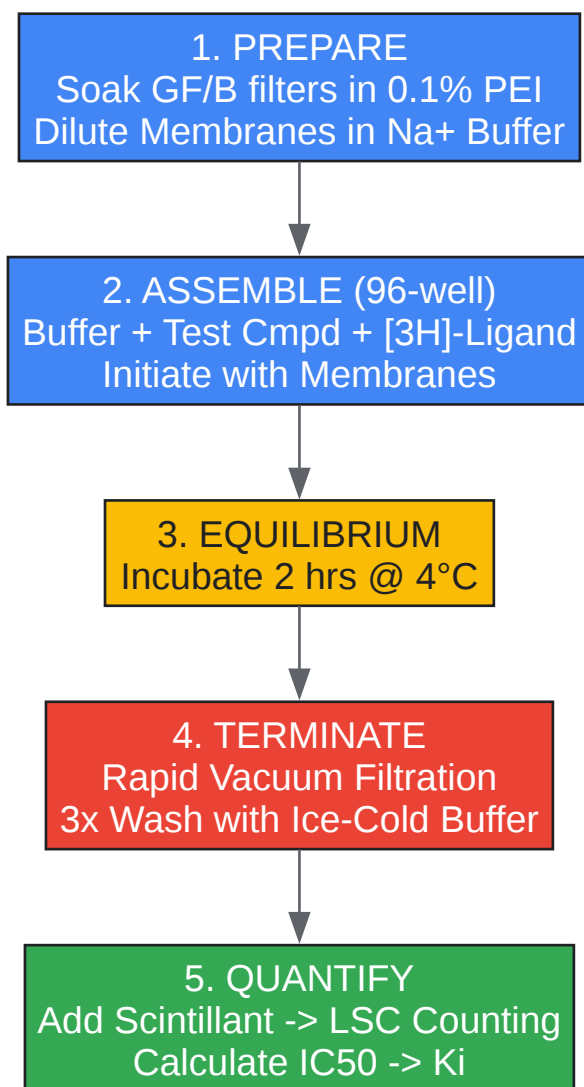 1. PREPARE
Soak GF/B filters in 0.1% PEI
Dilute Membranes in Na+ Buffer
2. ASSEMBLE (96-well)
Buffer + Test Cmpd + [3H]-Ligand
Initiate with Membranes
3. EQUILIBRIUM
Incubate 2 hrs @ 4°C
4. TERMINATE
Rapid Vacuum Filtration
3x Wash with Ice-Cold Buffer
5. QUANTIFY
Add Scintillant -> LSC Counting
Calculate IC50 -> Ki